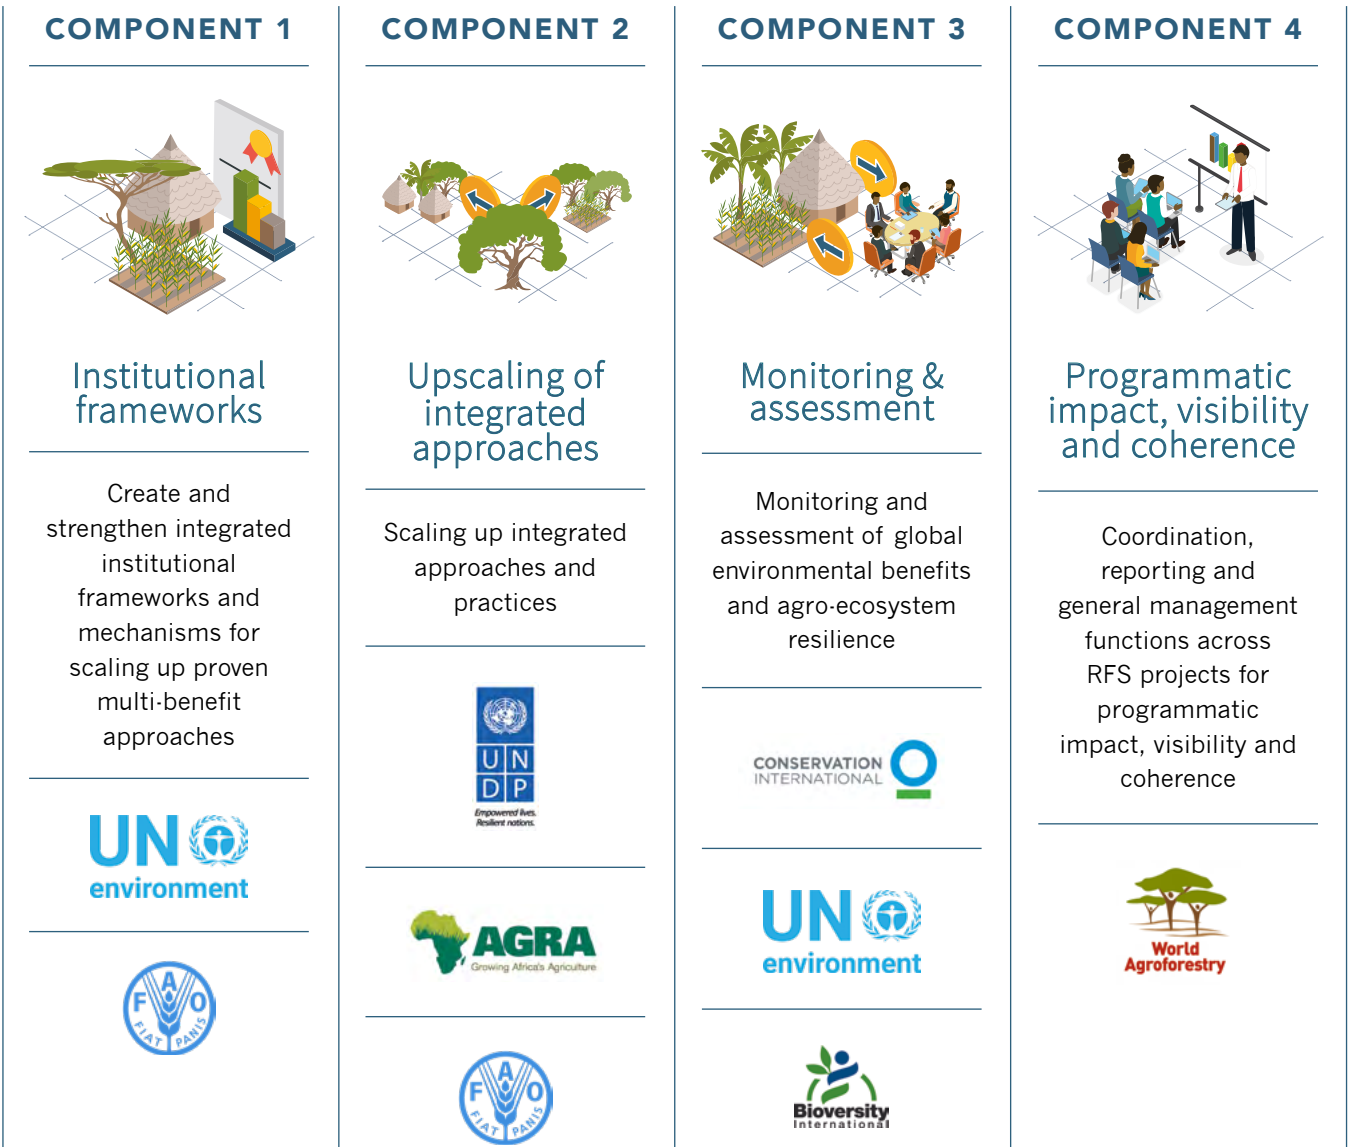 COMPONENT 1
Institutional
frameworks
Create and
strengthen integrated
institutional
frameworks and
mechanisms for
scaling up proven
multi-benefit
approaches
UN
environment
FAO
FIAT PANIS
COMPONENT 2
Upscaling of
integrated
approaches
Scaling up integrated
approaches and
practices
UN
DP
Empowered lives.
Resilient nations.
AGRA
Growing Africa's Agriculture
FAO
FIAT PANIS
COMPONENT 3
Monitoring &
assessment
Monitoring and
assessment of global
environmental benefits
and agro-ecosystem
resilience
CONSERVATION
INTERNATIONAL
UN
environment
Bioversity
International
COMPONENT 4
Programmatic
impact, visibility
and coherence
Coordination,
reporting and
general management
functions across
RFS projects for
programmatic
impact, visibility and
coherence
World
Agroforestry